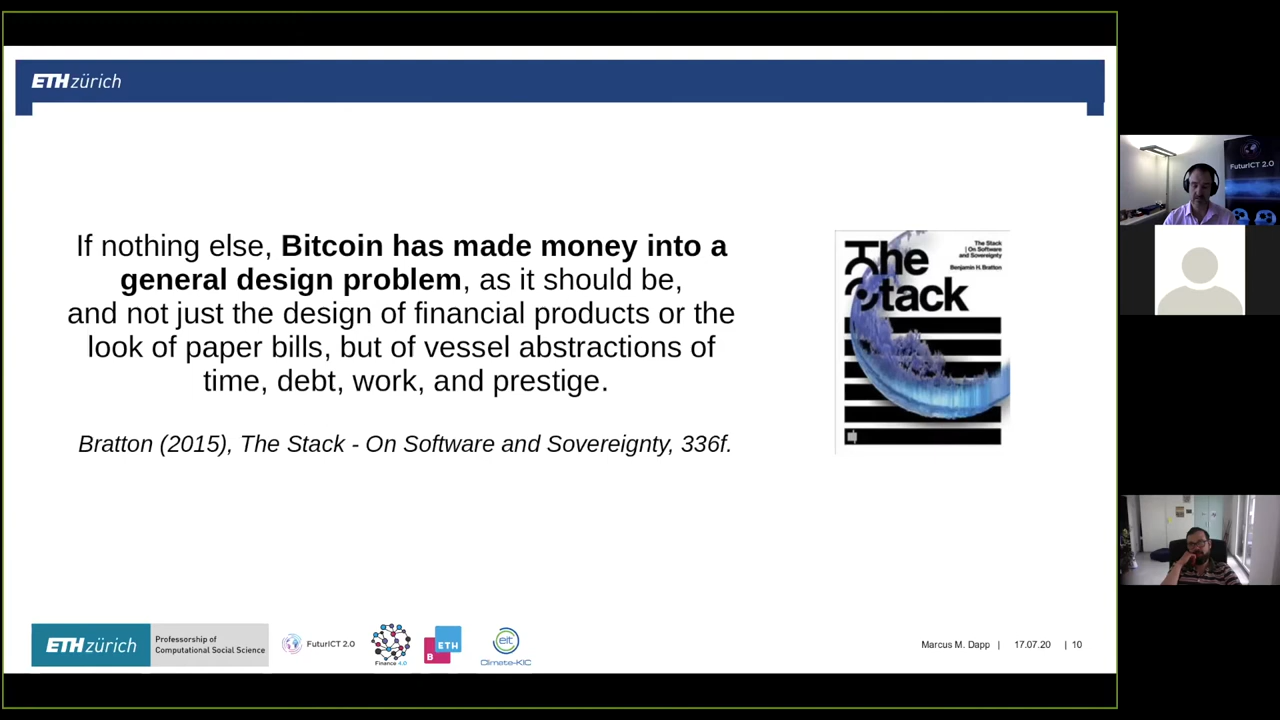 ETH zürich
If nothing else, Bitcoin has made money into a
general design problem, as it should be,
and not just the design of financial products or the
look of paper bills, but of vessel abstractions of
time, debt, work, and prestige.
Bratton (2015), The Stack - On Software and Sovereignty, 336f.
The
Stack
The Stack
On Software
and Sovereignty
Benjamin H. Bratton
FuturICT 2.0
ETH zürich
Professorship of
Computational Social Science
FuturICT 2.0
Finance 4.0
B
ETH
eit
Climate-KIC
Marcus M. Dapp | 17.07.20 | 10